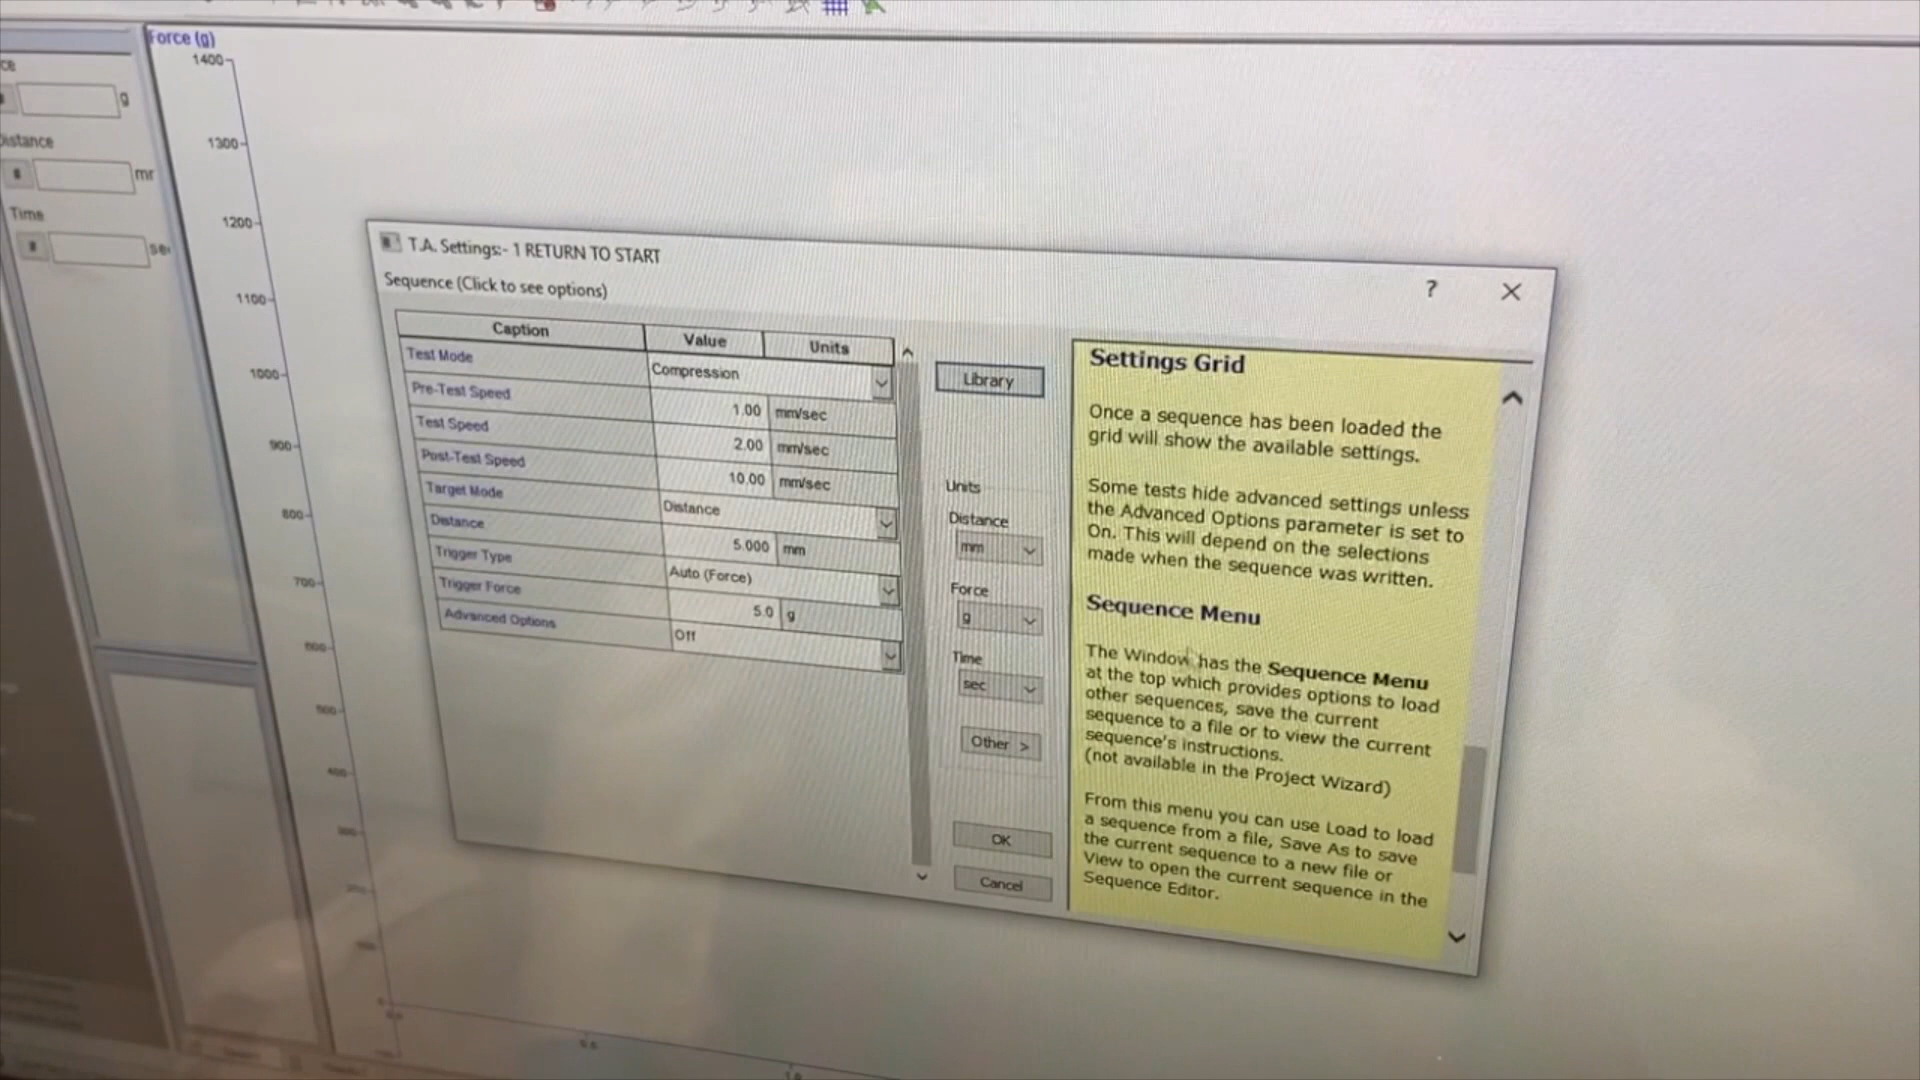 Force (g)
1400
1300
1200
1100
1000
900
800
700
600
500
400
g
Time
T.A. Settings:- 1 RETURN TO START
Sequence (Click to see options)
?
Caption Value Units
Test Mode Compression
Pre-Test Speed 1.00 mm/sec
Test Speed 2.00 mm/sec
Post-Test Speed 10.00 mm/sec
Target Mode Distance
Distance 5.000 mm
Trigger Type Auto (Force)
Trigger Force 5.0 g
Advanced Options Off
Library
Units
Distance
mm
Force
g
Time
sec
Other >
OK
Cancel
Settings Grid
Once a sequence has been loaded the
grid will show the available settings.
Some tests hide advanced settings unless
the Advanced Options parameter is set to
On. This will depend on the selections
made when the sequence was written.
Sequence Menu
The Window has the Sequence Menu
at the top which provides options to load
other sequences, save the current
sequence to a file or to view the current
sequence's instructions.
(not available in the Project Wizard)
From this menu you can use Load to load
a sequence from a file, Save As to save
the current sequence to a new file or
View to open the current sequence in the
Sequence Editor.